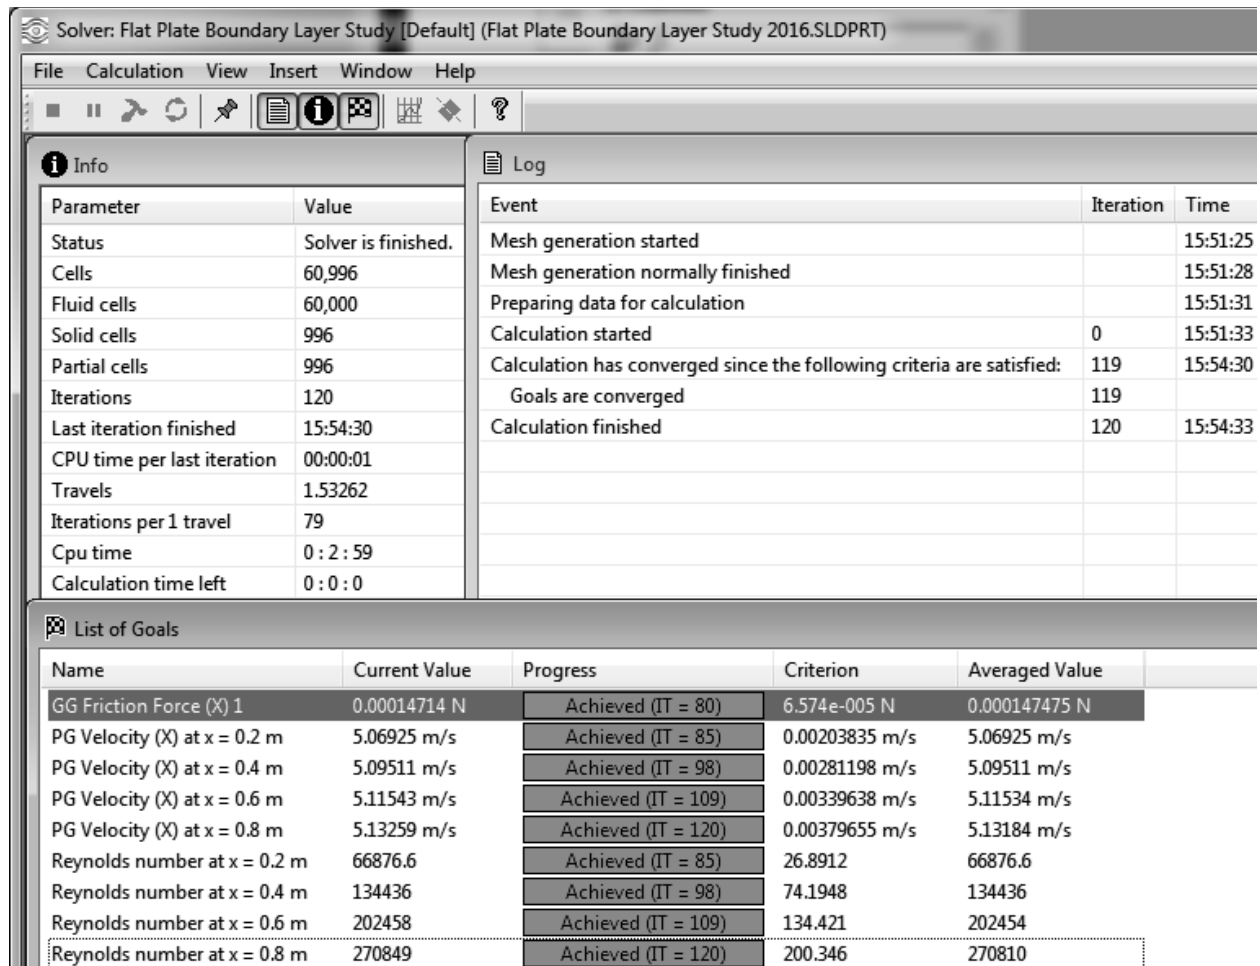 Solver: Flat Plate Boundary Layer Study [Default] (Flat Plate Boundary Layer Study 2016.SLDPRT)
File Calculation View Insert Window Help
Info
Parameter Value
Status Solver is finished.
Cells 60,996
Fluid cells 60,000
Solid cells 996
Partial cells 996
Iterations 120
Last iteration finished 15:54:30
CPU time per last iteration 00:00:01
Travels 1.53262
Iterations per 1 travel 79
Cpu time 0 : 2 : 59
Calculation time left 0 : 0 : 0
Log
Event Iteration Time
Mesh generation started 15:51:25
Mesh generation normally finished 15:51:28
Preparing data for calculation 15:51:31
Calculation started 0 15:51:33
Calculation has converged since the following criteria are satisfied: 119 15:54:30
Goals are converged 119
Calculation finished 120 15:54:33
List of Goals
Name Current Value Progress Criterion Averaged Value
GG Friction Force (X) 1 0.00014714 N Achieved (IT = 80) 6.574e-005 N 0.000147475 N
PG Velocity (X) at x = 0.2 m 5.06925 m/s Achieved (IT = 85) 0.00203835 m/s 5.06925 m/s
PG Velocity (X) at x = 0.4 m 5.09511 m/s Achieved (IT = 98) 0.00281198 m/s 5.09511 m/s
PG Velocity (X) at x = 0.6 m 5.11543 m/s Achieved (IT = 109) 0.00339638 m/s 5.11534 m/s
PG Velocity (X) at x = 0.8 m 5.13259 m/s Achieved (IT = 120) 0.00379655 m/s 5.13184 m/s
Reynolds number at x = 0.2 m 66876.6 Achieved (IT = 85) 26.8912 66876.6
Reynolds number at x = 0.4 m 134436 Achieved (IT = 98) 74.1948 134436
Reynolds number at x = 0.6 m 202458 Achieved (IT = 109) 134.421 202454
Reynolds number at x = 0.8 m 270849 Achieved (IT = 120) 200.346 270810